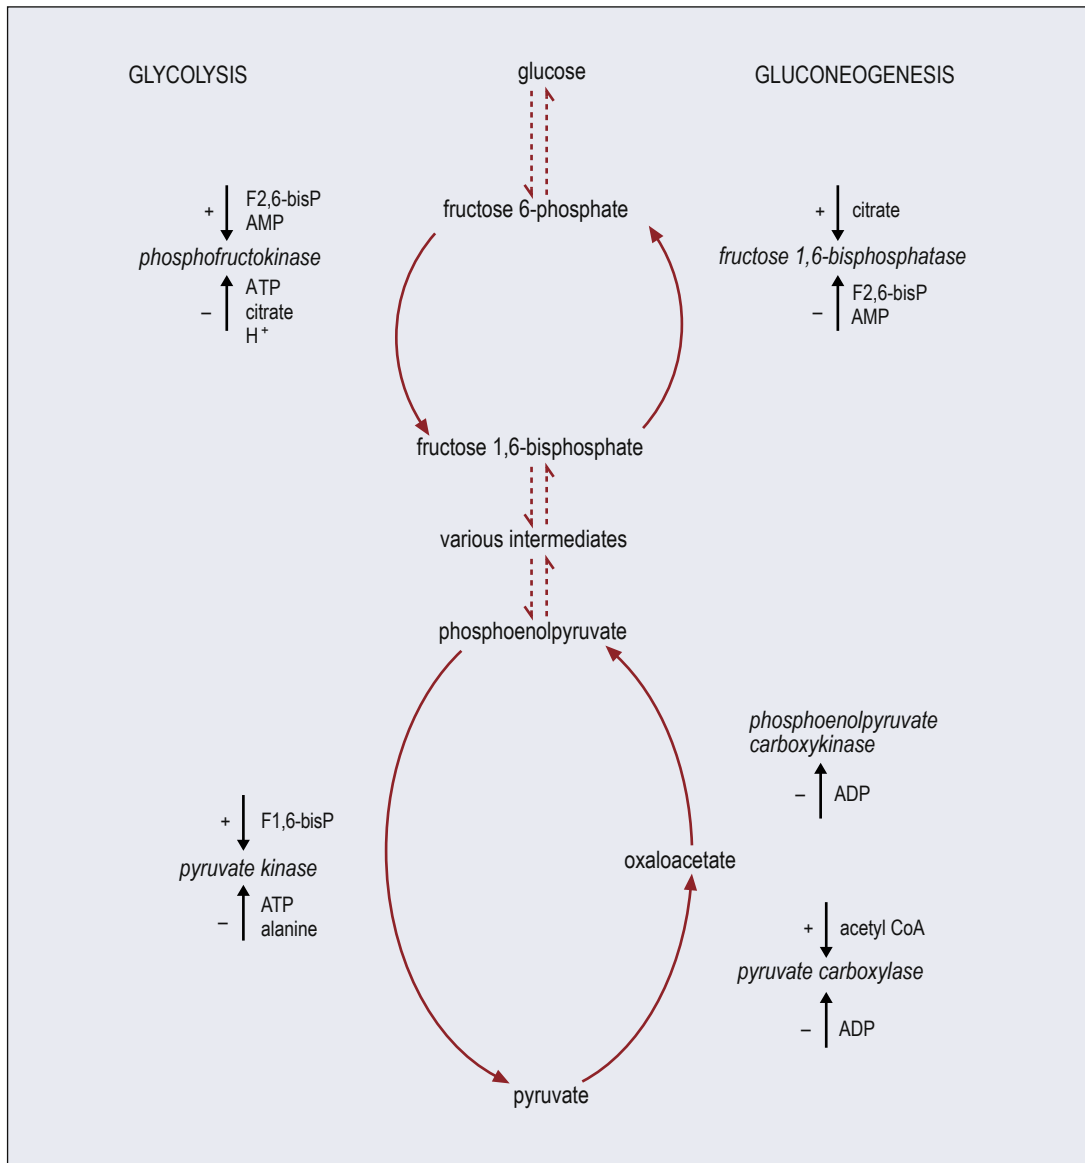 GLYCOLYSIS
glucose
GLUCONEOGENESIS
+
F2,6-bisP
AMP
phosphofructokinase
–
ATP
citrate
H⁺
fructose 6-phosphate
+
citrate
fructose 1,6-bisphosphatase
–
F2,6-bisP
AMP
fructose 1,6-bisphosphate
various intermediates
phosphoenolpyruvate
phosphoenolpyruvate
carboxykinase
–
ADP
+
F1,6-bisP
pyruvate kinase
–
ATP
alanine
oxaloacetate
+
acetyl CoA
pyruvate carboxylase
–
ADP
pyruvate